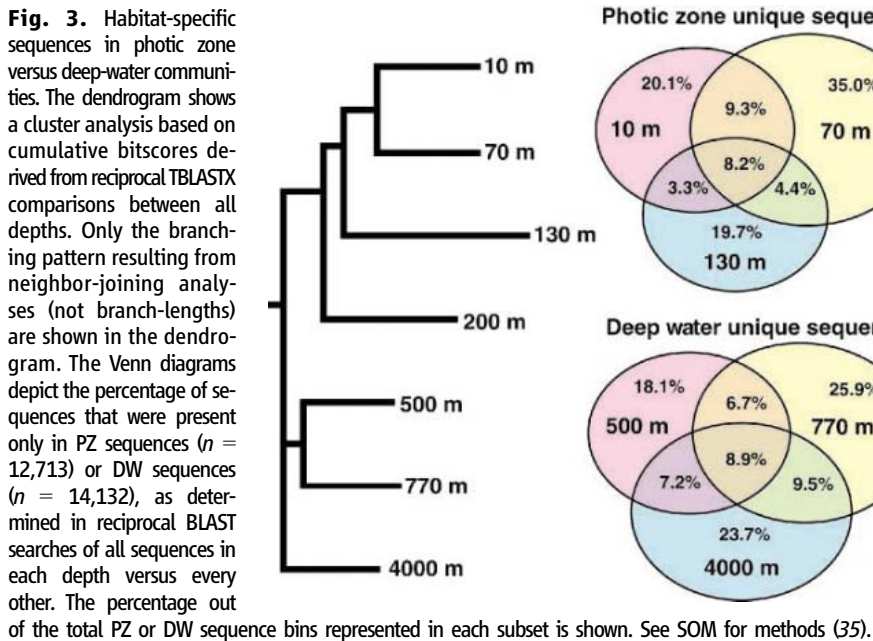 Fig. 3. Habitat-specific
sequences in photic zone
versus deep-water communi-
ties. The dendrogram shows
a cluster analysis based on
cumulative bitscores de-
rived from reciprocal TBLASTX
comparisons between all
depths. Only the branch-
ing pattern resulting from
neighbor-joining analy-
ses (not branch-lengths)
are shown in the dendro-
gram. The Venn diagrams
depict the percentage of se-
quences that were present
only in PZ sequences (n =
12,713) or DW sequences
(n = 14,132), as deter-
mined in reciprocal BLAST
searches of all sequences in
each depth versus every
other. The percentage out
of the total PZ or DW sequence bins represented in each subset is shown. See SOM for methods (35).
10 m
70 m
130 m
200 m
500 m
770 m
4000 m
Photic zone unique seque
20.1%
35.0%
9.3%
10 m
70 m
8.2%
3.3%
4.4%
19.7%
130 m
Deep water unique sequer
18.1%
25.9%
6.7%
500 m
770 m
8.9%
7.2%
9.5%
23.7%
4000 m